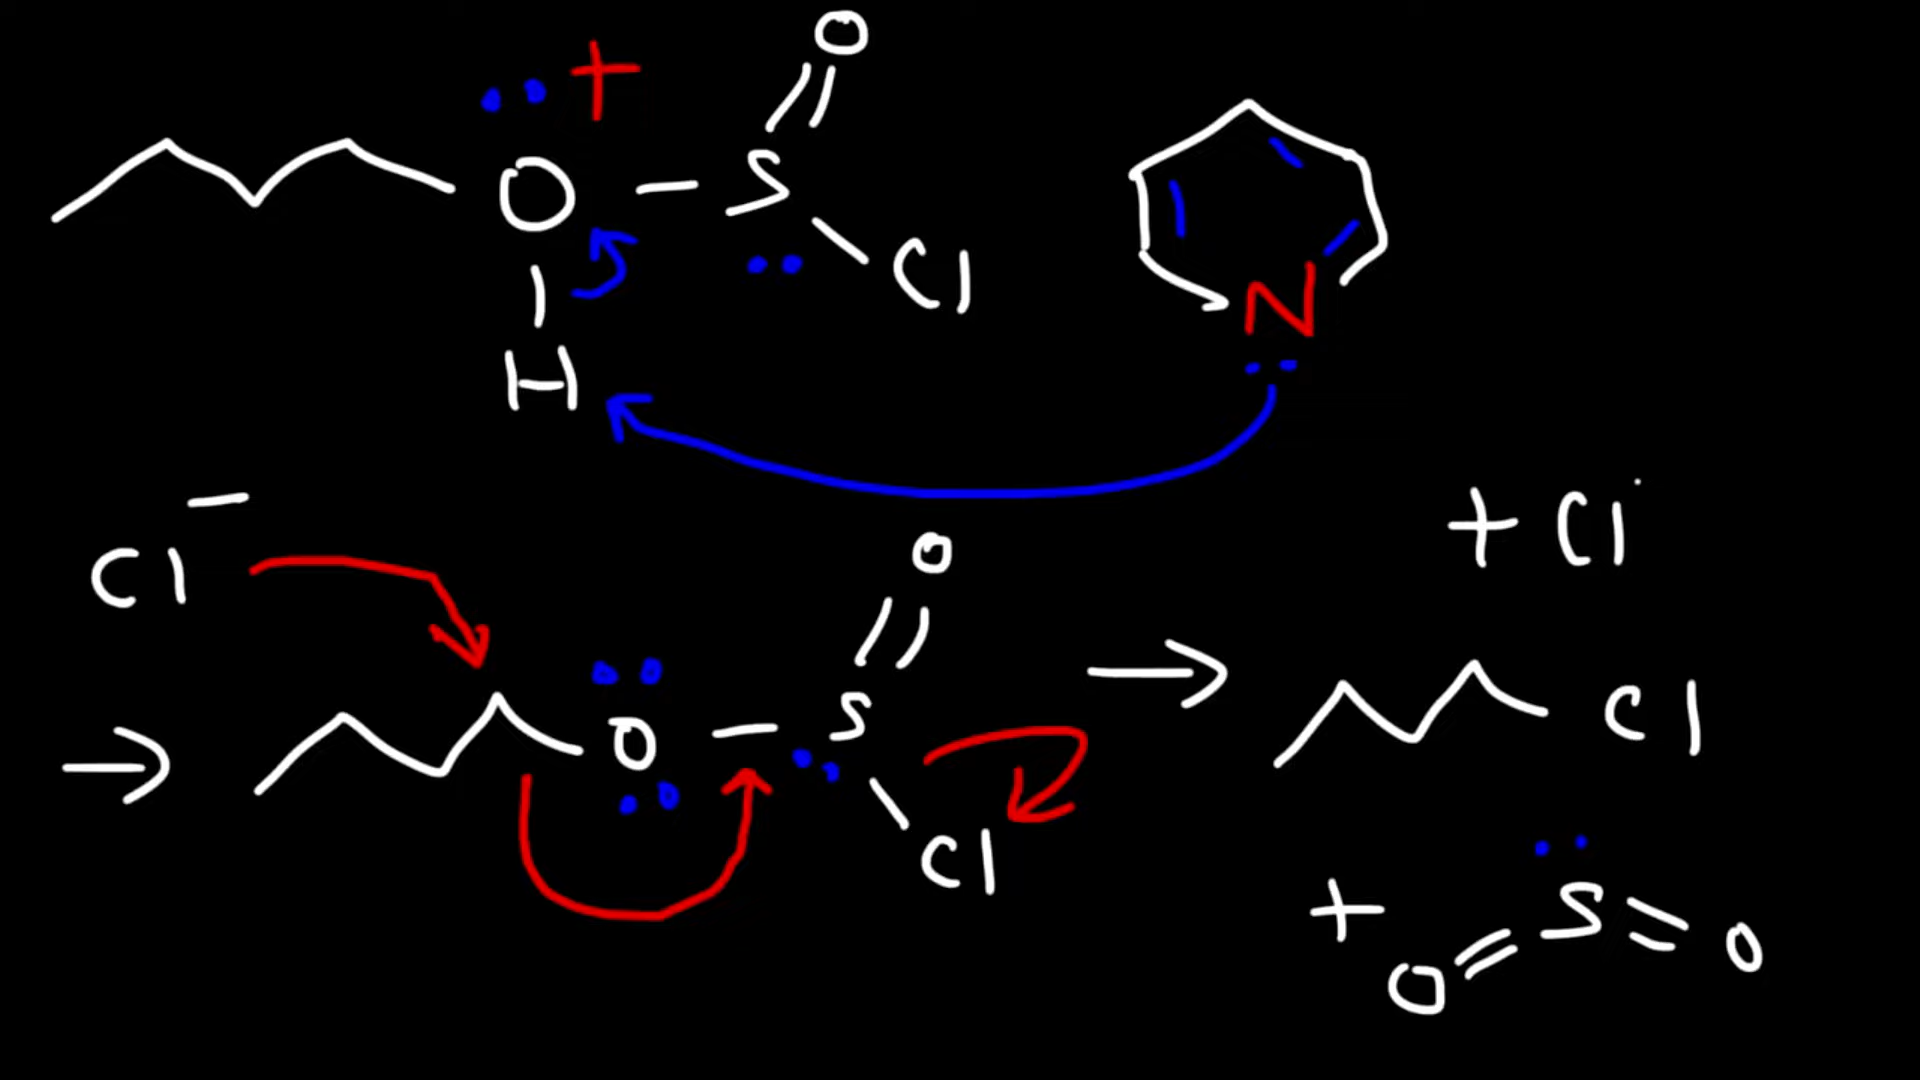 O
+
O — S
Cl
N
H
Cl⁻
+ Cl
O
O — S
→ Cl
→
Cl
+
S
O = = O